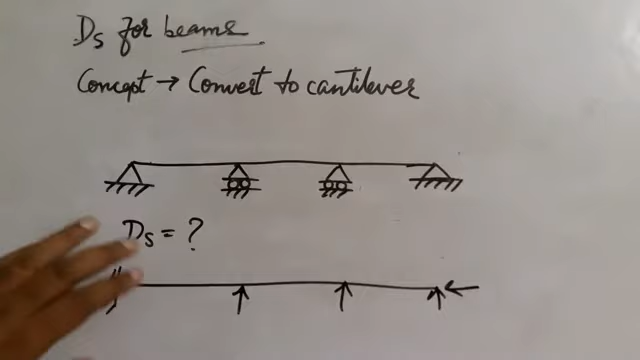 Ds for beams
Concept → Convert to cantilever
Ds = ?